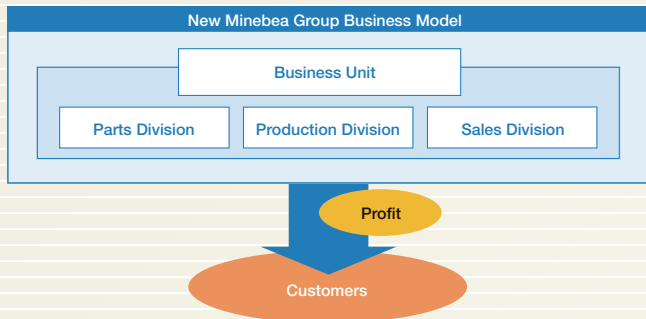 New Minebea Group Business Model
Business Unit
Parts Division
Production Division
Sales Division
Profit
Customers